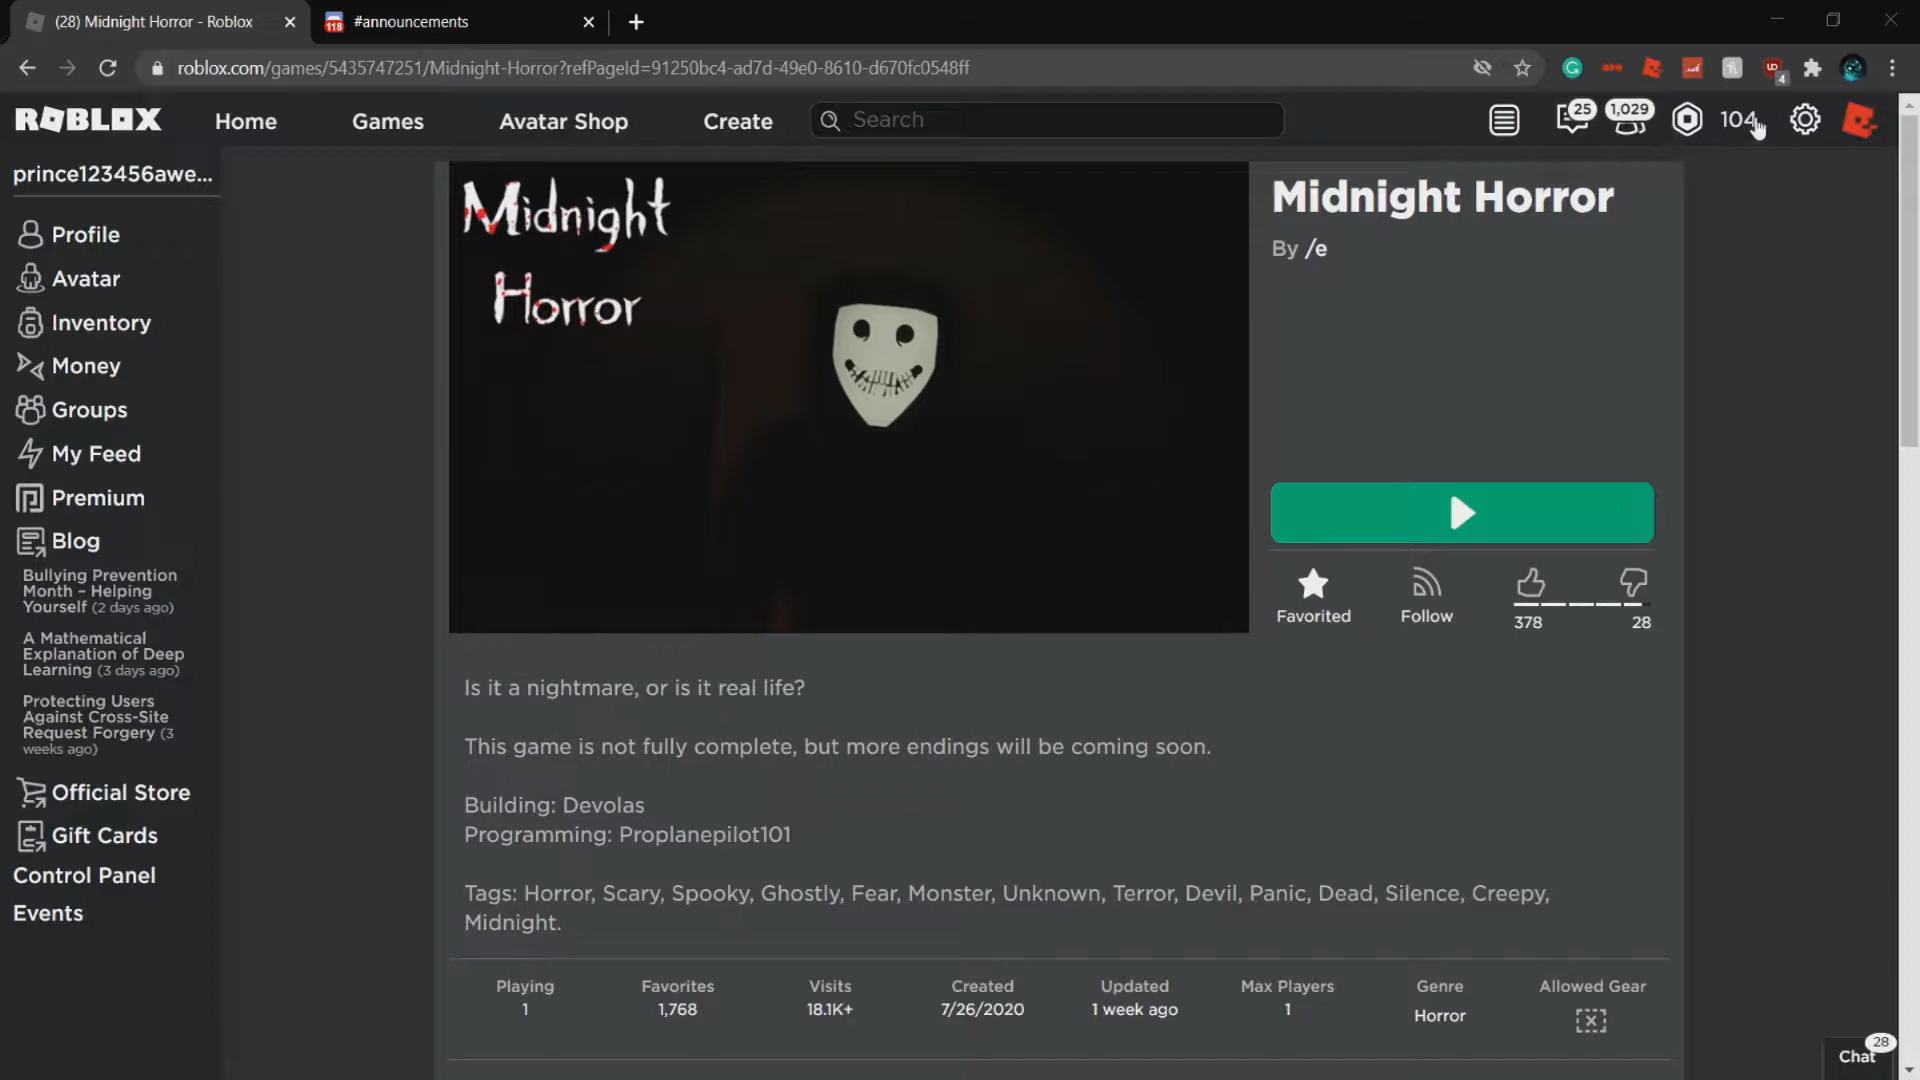 (28) Midnight Horror - Roblox
118
#announcements
roblox.com/games/5435747251/Midnight-Horror?refPageId=91250bc4-ad7d-49e0-8610-d670fc0548ff
4
ROBLOX
Home
Games
Avatar Shop
Create
Search
25
1,029
104
prince123456awe...
Profile
Avatar
Inventory
Money
Groups
My Feed
Premium
Blog
Bullying Prevention
Month – Helping
Yourself (2 days ago)
A Mathematical
Explanation of Deep
Learning (3 days ago)
Protecting Users
Against Cross-Site
Request Forgery (3
weeks ago)
Official Store
Gift Cards
Control Panel
Events
Midnight
Horror
Midnight Horror
By /e
Favorited
Follow
378
28
Is it a nightmare, or is it real life?
This game is not fully complete, but more endings will be coming soon.
Building: Devolas
Programming: Proplanepilot101
Tags: Horror, Scary, Spooky, Ghostly, Fear, Monster, Unknown, Terror, Devil, Panic, Dead, Silence, Creepy,
Midnight.
Playing
1
Favorites
1,768
Visits
18.1K+
Created
7/26/2020
Updated
1 week ago
Max Players
1
Genre
Horror
Allowed Gear
Chat
28